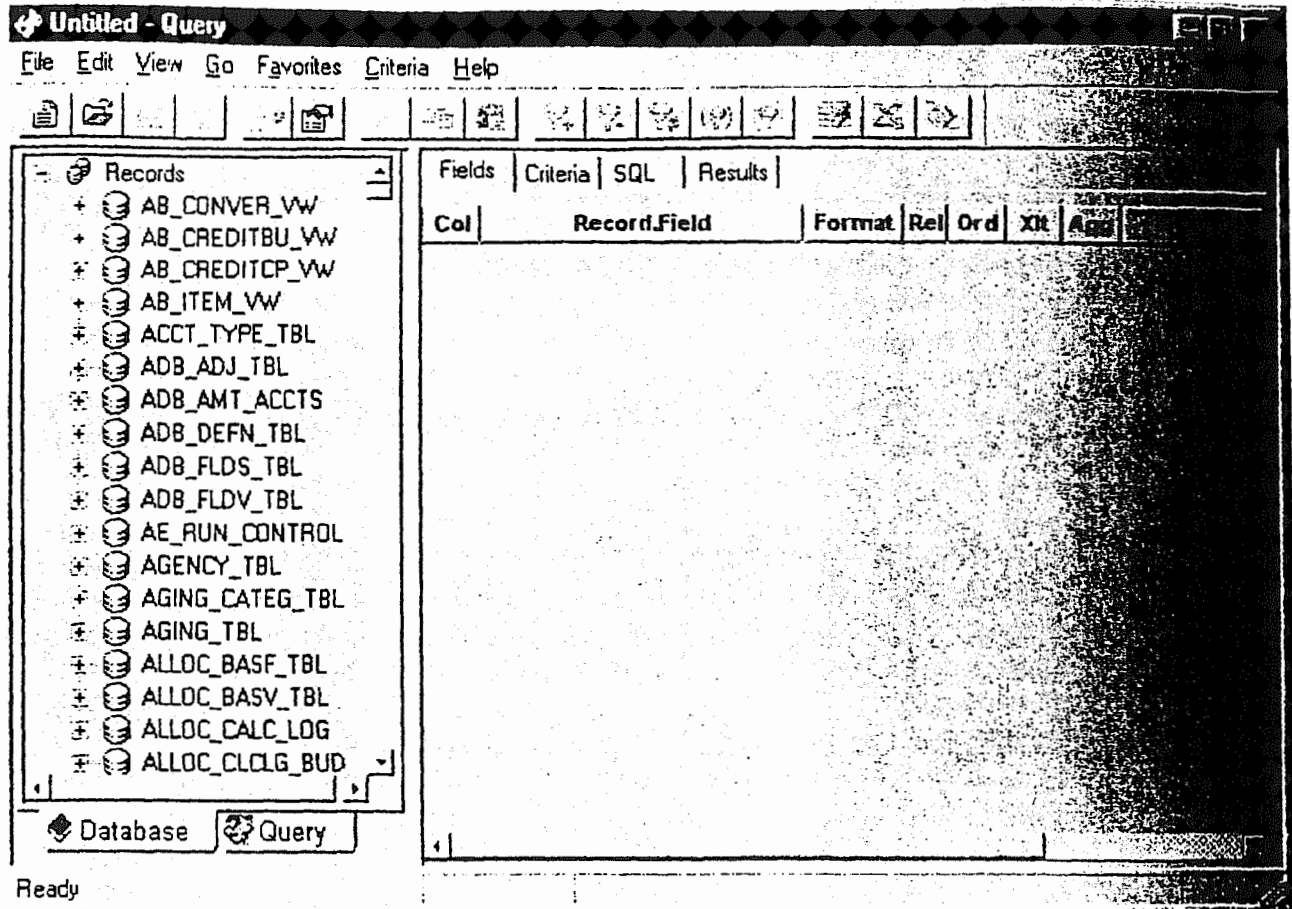 Untitled - Query
File Edit View Go Favorites Criteria Help
Records
AB_CONVER_VW
AB_CREDITBU_VW
AB_CREDITCP_VW
AB_ITEM_VW
ACCT_TYPE_TBL
ADB_ADJ_TBL
ADB_AMT_ACCTS
ADB_DEFN_TBL
ADB_FLDS_TBL
ADB_FLDV_TBL
AE_RUN_CONTROL
AGENCY_TBL
AGING_CATEG_TBL
AGING_TBL
ALLOC_BASF_TBL
ALLOC_BASV_TBL
ALLOC_CALC_LOG
ALLOC_CLCLG_BUD
Database Query
Fields Criteria SQL Results
Col Record.Field Format Rel Ord Xlt Agg
Ready